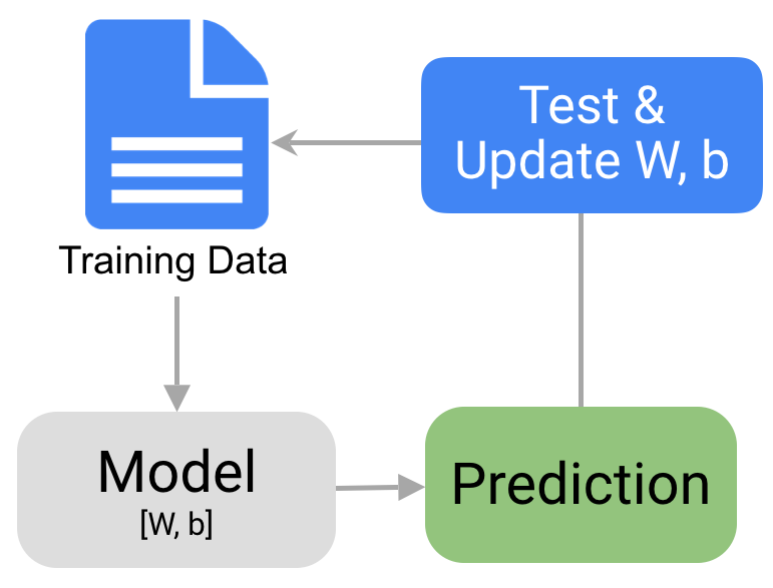 Test &
Update W, b
Training Data
Model
[W, b]
Prediction